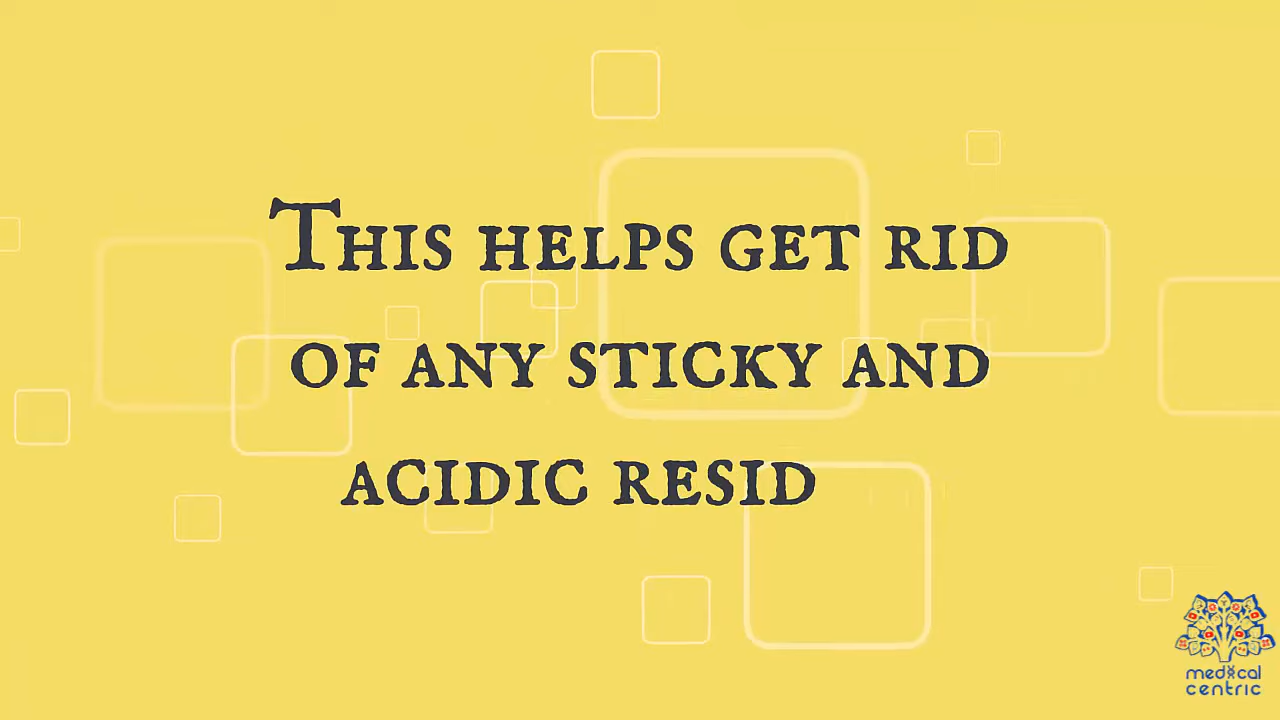 This helps get rid
of any sticky and
acidic resid
medical
centric